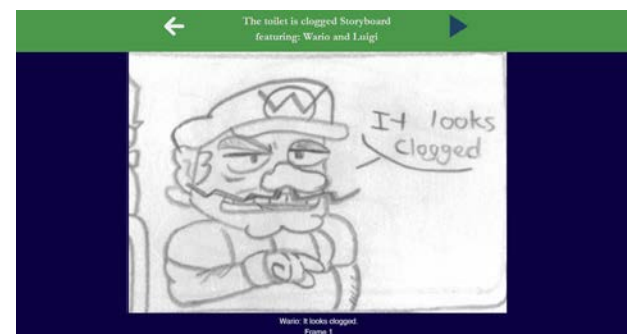 The toilet is clogged Storyboard
featuring: Wario and Luigi
W
It looks
clogged
Wario: It looks clogged.
Frame 1